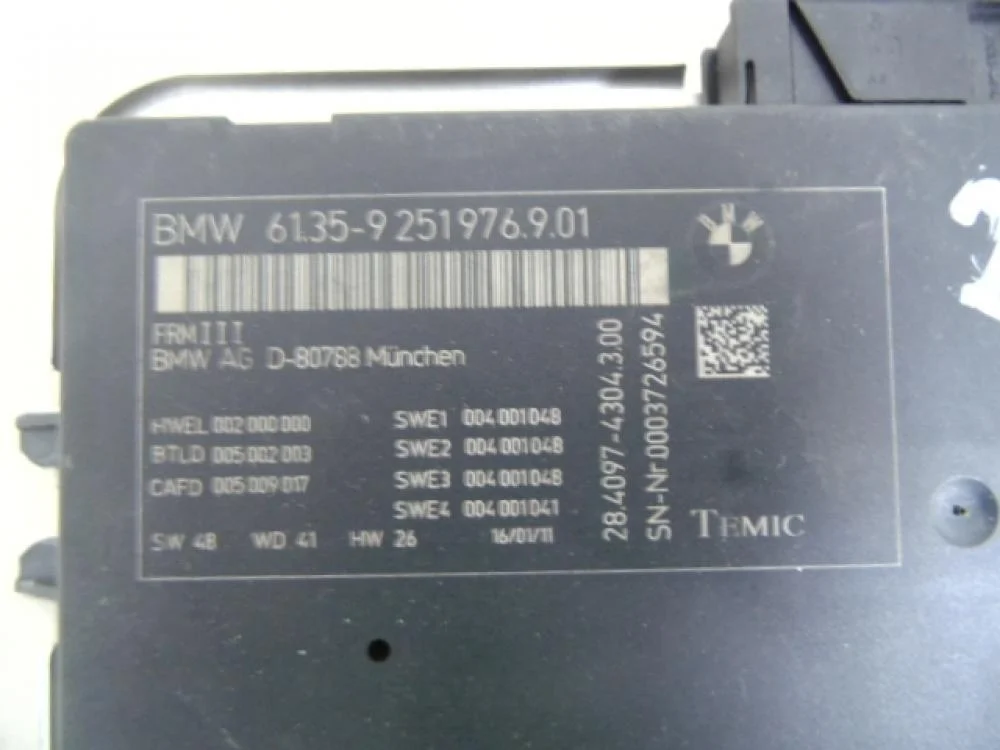 BMW 61.35-9 251976.9.01
BMW
FRMIII
BMW AG D-80788 München
HWEL 002 000 000
BTLD 005 002 003
CAFD 005 009 017
SWE1 004 001 048
SWE2 004 001 048
SWE3 004 001 048
SWE4 004 001 041
SW 48 WD 41 HW 26 16/01/11
28.4097-4304.3.00
SN-Nr0003726594
TEMIC